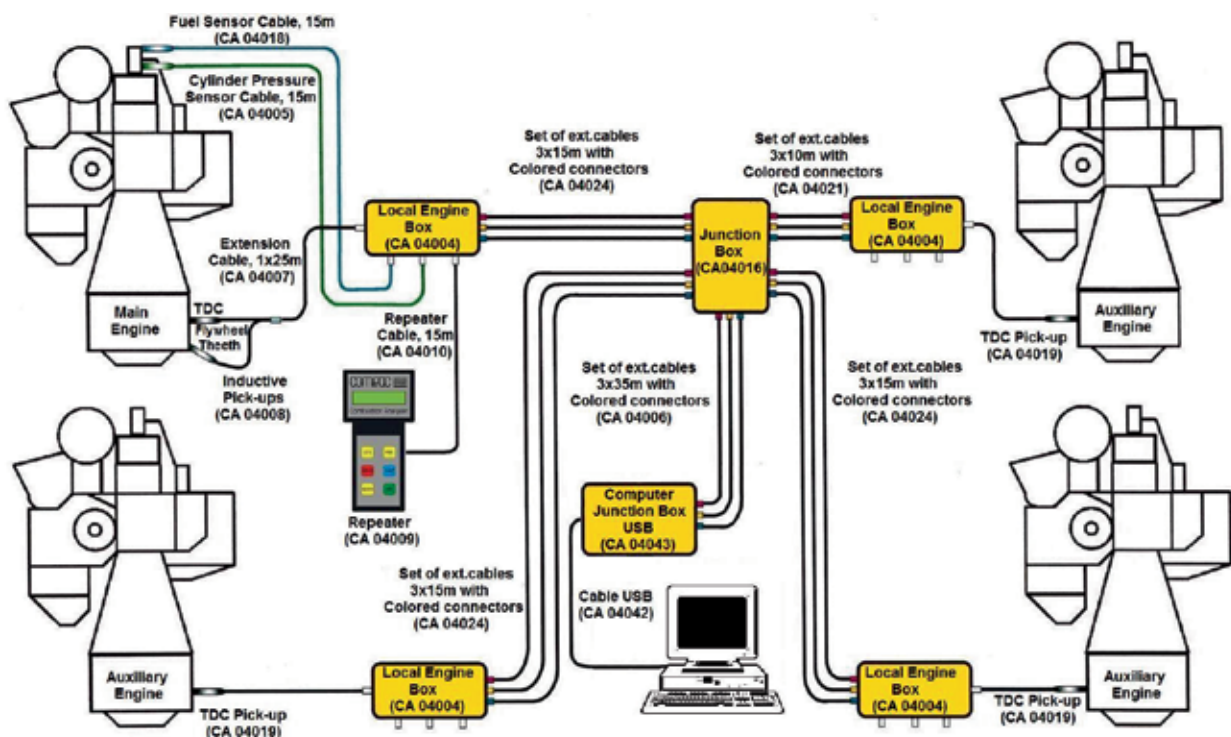 Fuel Sensor Cable, 15m
(CA 04018)
Cylinder Pressure
Sensor Cable, 15m
(CA 04005)
Set of ext.cables
3x15m with
Colored connectors
(CA 04024)
Set of ext.cables
3x10m with
Colored connectors
(CA 04021)
Local Engine
Box
(CA 04004)
Junction
Box
(CA04016)
Local Engine
Box
(CA 04004)
Extension
Cable, 1x25m
(CA 04007)
Main
Engine
TDC
Flywheel
Theeth
Inductive
Pick-ups
(CA 04008)
Repeater
Cable, 15m
(CA 04010)
Auxiliary
Engine
TDC Pick-up
(CA 04019)
Set of ext.cables
3x35m with
Colored connectors
(CA 04006)
Set of ext.cables
3x15m with
Colored connectors
(CA 04024)
Repeater
(CA 04009)
Computer
Junction Box
USB
(CA 04043)
Set of ext.cables
3x15m with
Colored connectors
(CA 04024)
Cable USB
(CA 04042)
Auxiliary
Engine
TDC Pick-up
(CA 04019)
Local Engine
Box
(CA 04004)
Local Engine
Box
(CA 04004)
TDC Pick-up
(CA 04019)
Auxiliary
Engine